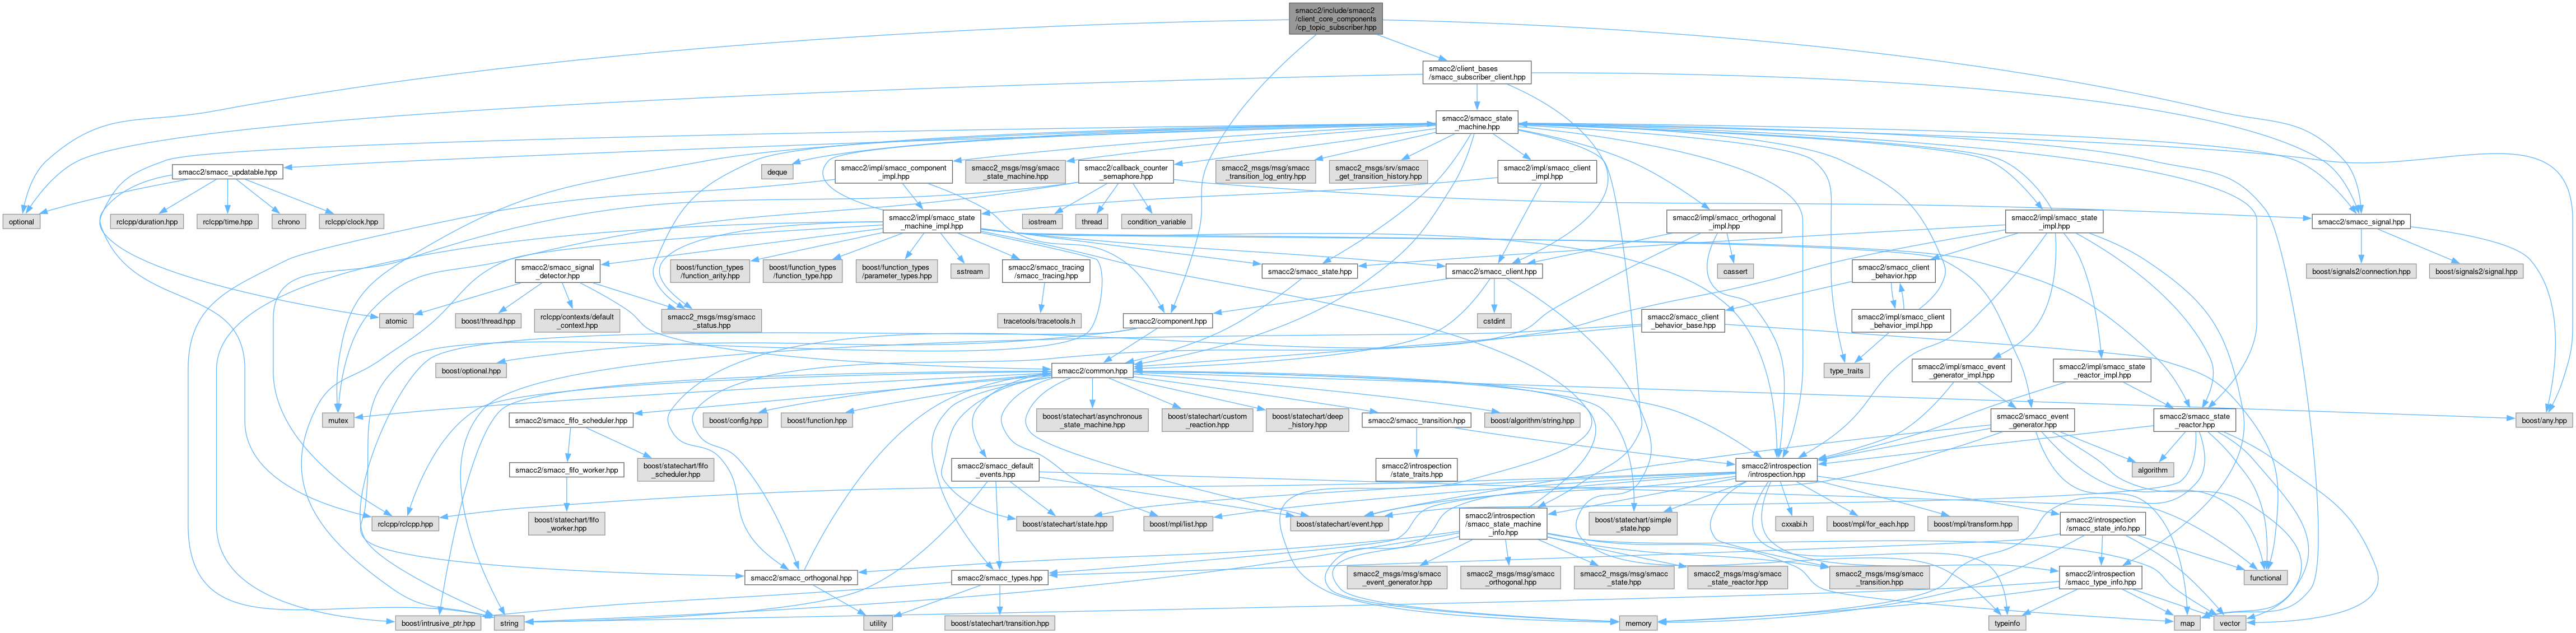 smacc2/include/smacc2
/client_core_components
/cp_topic_subscriber.hpp
smacc2/client_bases
/smacc_subscriber_client.hpp
smacc2/smacc_state
_machine.hpp
smacc2/smacc_updatable.hpp
deque
smacc2/impl/smacc_component
_impl.hpp
smacc2_msgs/msg/smacc
_state_machine.hpp
smacc2/callback_counter
_semaphore.hpp
smacc2_msgs/msg/smacc
_transition_log_entry.hpp
smacc2_msgs/srv/smacc
_get_transition_history.hpp
smacc2/impl/smacc_client
_impl.hpp
optional
rclcpp/duration.hpp
rclcpp/time.hpp
chrono
rclcpp/clock.hpp
smacc2/impl/smacc_state
_machine_impl.hpp
iostream
thread
condition_variable
smacc2/impl/smacc_orthogonal
_impl.hpp
smacc2/impl/smacc_state
_impl.hpp
smacc2/smacc_signal.hpp
smacc2/smacc_signal
_detector.hpp
boost/function_types
/function_arity.hpp
boost/function_types
/function_type.hpp
boost/function_types
/parameter_types.hpp
sstream
smacc2/smacc_tracing
/smacc_tracing.hpp
smacc2/smacc_state.hpp
smacc2/smacc_client.hpp
cassert
smacc2/smacc_client
_behavior.hpp
boost/signals2/connection.hpp
boost/signals2/signal.hpp
atomic
boost/thread.hpp
rclcpp/contexts/default
_context.hpp
smacc2_msgs/msg/smacc
_status.hpp
tracetools/tracetools.h
smacc2/component.hpp
cstdint
smacc2/smacc_client
_behavior_base.hpp
smacc2/impl/smacc_client
_behavior_impl.hpp
boost/optional.hpp
smacc2/common.hpp
type_traits
smacc2/impl/smacc_event
_generator_impl.hpp
smacc2/impl/smacc_state
_reactor_impl.hpp
mutex
smacc2/smacc_fifo_scheduler.hpp
boost/config.hpp
boost/function.hpp
boost/statechart/asynchronous
_state_machine.hpp
boost/statechart/custom
_reaction.hpp
boost/statechart/deep
_history.hpp
smacc2/smacc_transition.hpp
boost/algorithm/string.hpp
smacc2/smacc_event
_generator.hpp
smacc2/smacc_state
_reactor.hpp
boost/any.hpp
smacc2/smacc_fifo_worker.hpp
boost/statechart/fifo
_scheduler.hpp
smacc2/smacc_default
_events.hpp
smacc2/introspection
/state_traits.hpp
smacc2/introspection
/introspection.hpp
algorithm
rclcpp/rclcpp.hpp
boost/statechart/fifo
_worker.hpp
boost/statechart/state.hpp
boost/mpl/list.hpp
boost/statechart/event.hpp
smacc2/introspection
/smacc_state_machine
_info.hpp
boost/statechart/simple
_state.hpp
cxxabi.h
boost/mpl/for_each.hpp
boost/mpl/transform.hpp
smacc2/introspection
/smacc_state_info.hpp
smacc2/smacc_orthogonal.hpp
smacc2/smacc_types.hpp
smacc2_msgs/msg/smacc
_event_generator.hpp
smacc2_msgs/msg/smacc
_orthogonal.hpp
smacc2_msgs/msg/smacc
_state.hpp
smacc2_msgs/msg/smacc
_state_reactor.hpp
smacc2_msgs/msg/smacc
_transition.hpp
smacc2/introspection
/smacc_type_info.hpp
functional
boost/intrusive_ptr.hpp
string
utility
boost/statechart/transition.hpp
memory
typeinfo
map
vector